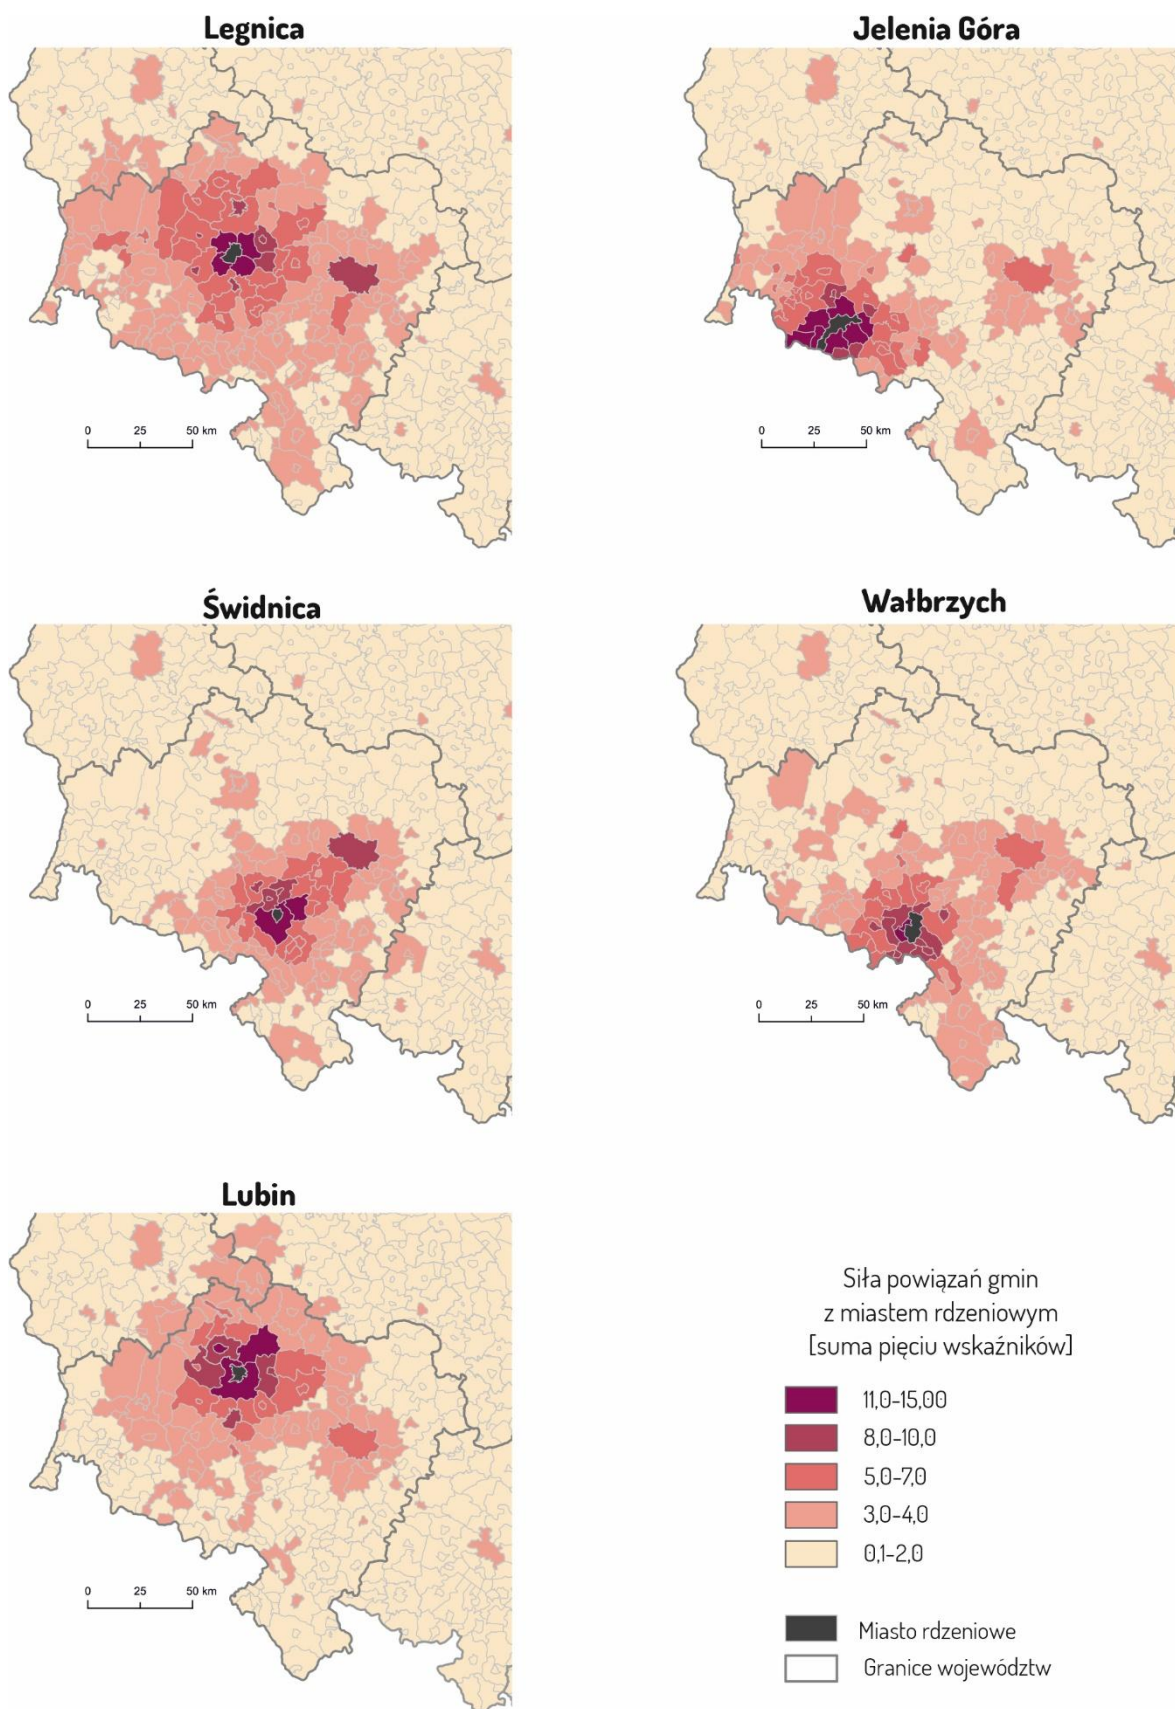 Legnica
Jelenia Góra
0 25 50 km
0 25 50 km
Świdnica
Wałbrzych
0 25 50 km
0 25 50 km
Lubin
0 25 50 km
Siła powiązań gmin
z miastem rdzeniowym
[suma pięciu wskaźników]
11,0-15,00
8,0-10,0
5,0-7,0
3,0-4,0
0,1-2,0
Miasto rdzeniowe
Granice województw